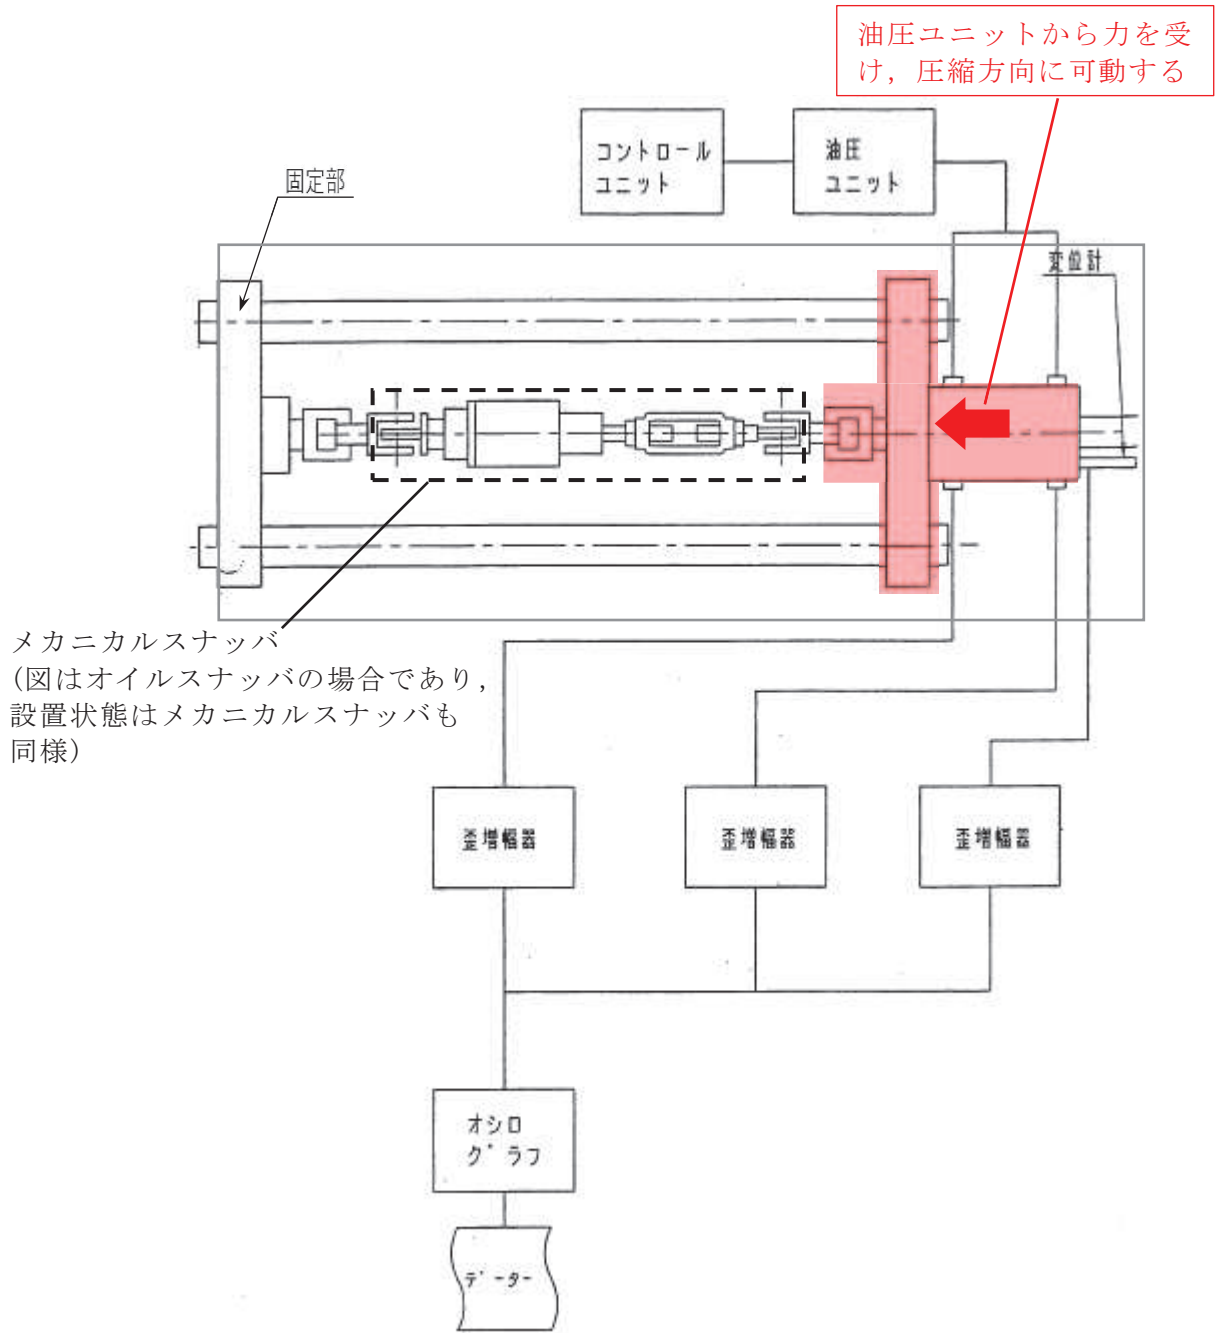 油圧ユニットから力を受
け，圧縮方向に可動する
コントロール
ユニット
油圧
ユニット
固定部
変位計
メカニカルスナッバ
(図はオイルスナッバの場合であり，
設置状態はメカニカルスナッバも
同様)
歪増幅器
歪増幅器
歪増幅器
オシロ
グラフ
データー